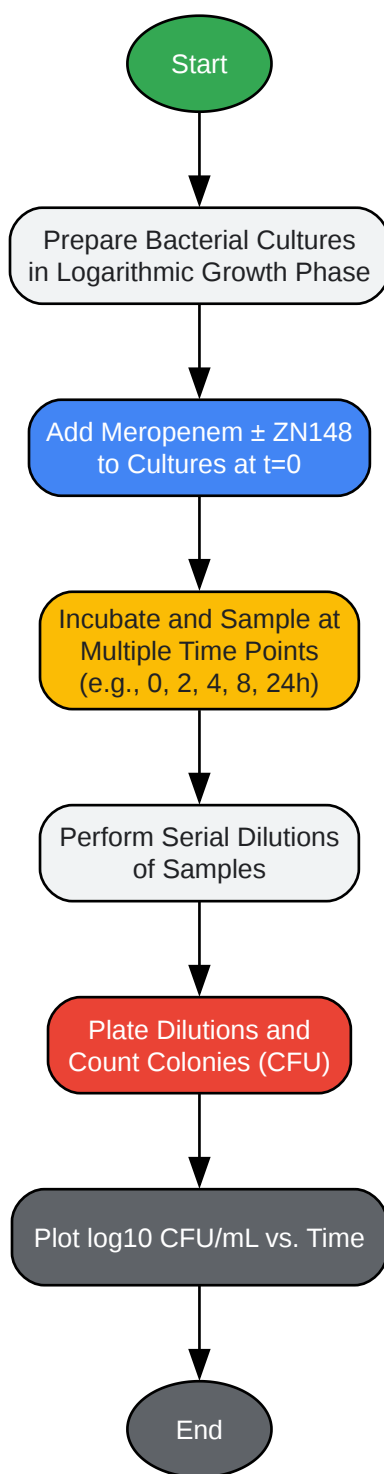 Start
Prepare Bacterial Cultures
in Logarithmic Growth Phase
Add Meropenem ± ZN148
to Cultures at t=0
Incubate and Sample at
Multiple Time Points
(e.g., 0, 2, 4, 8, 24h)
Perform Serial Dilutions
of Samples
Plate Dilutions and
Count Colonies (CFU)
Plot log10 CFU/mL vs. Time
End